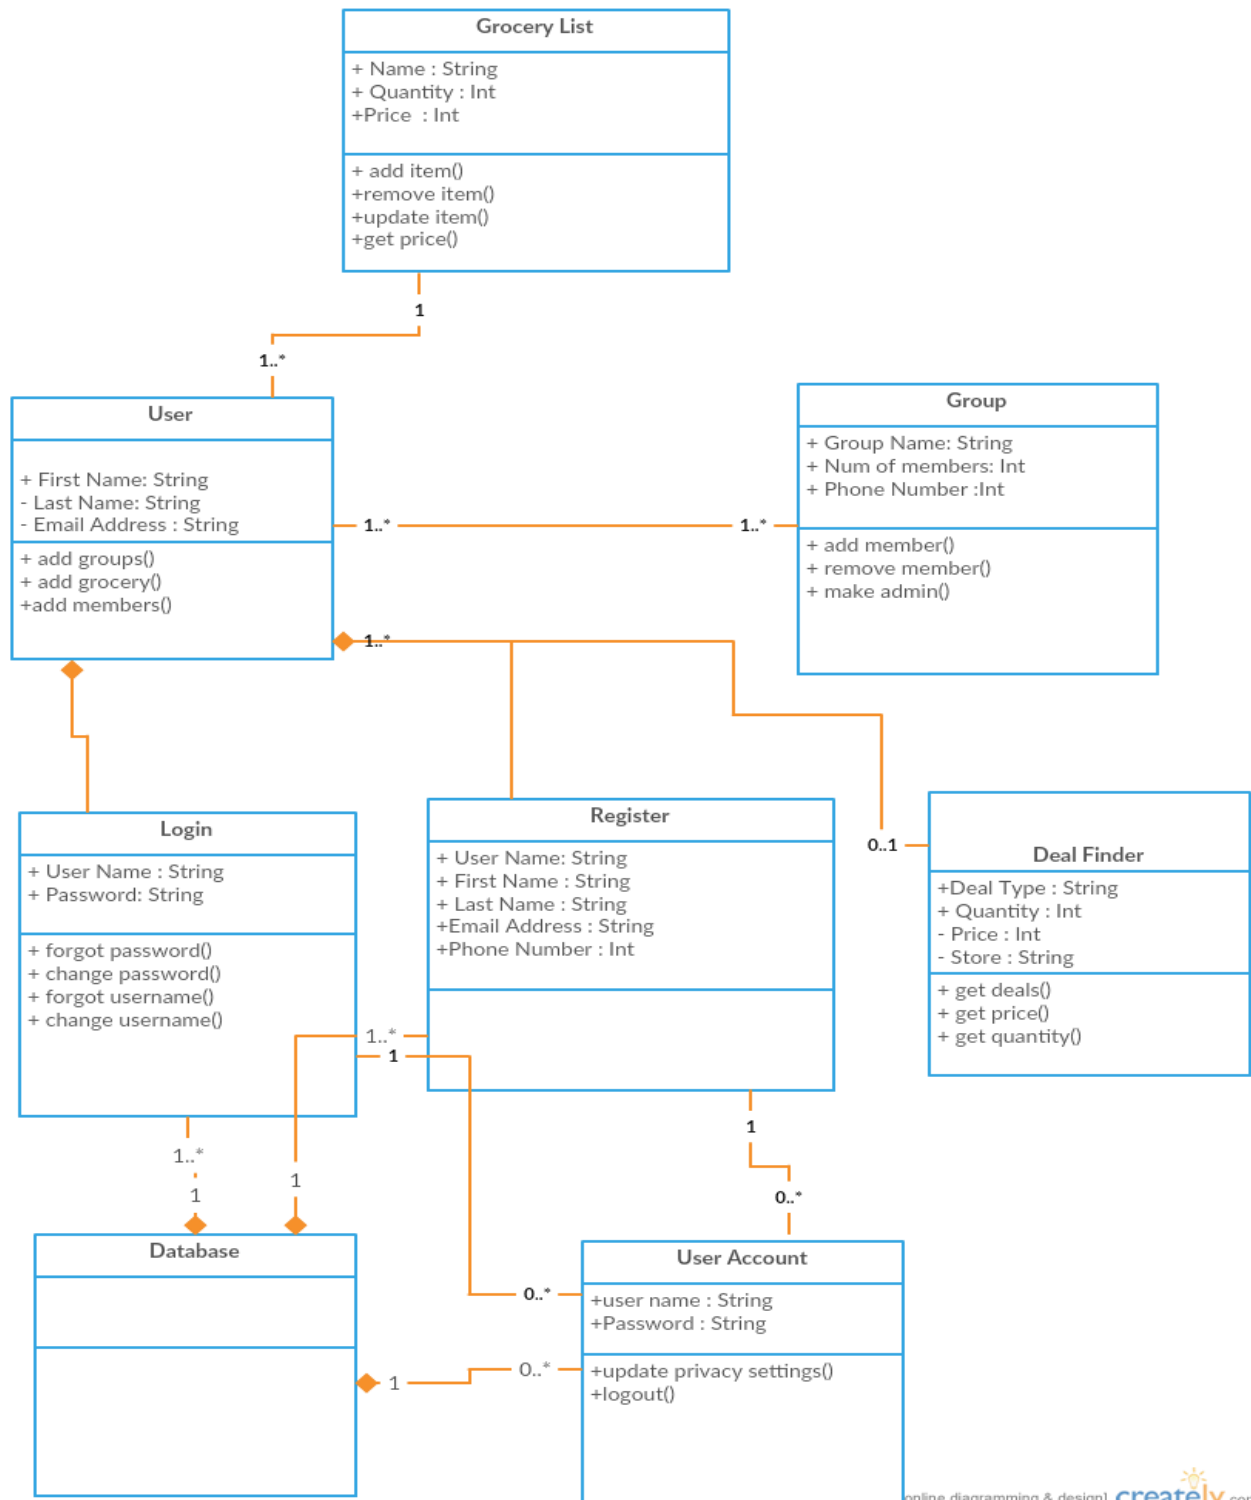 Grocery List
+ Name : String
+ Quantity : Int
+Price : Int
+ add item()
+remove item()
+update item()
+get price()
1
1..*
User
+ First Name: String
- Last Name: String
- Email Address : String
+ add groups()
+ add grocery()
+add members()
1..*
1..*
Group
+ Group Name: String
+ Num of members: Int
+ Phone Number :Int
+ add member()
+ remove member()
+ make admin()
1..*
0..1
Login
+ User Name : String
+ Password: String
+ forgot password()
+ change password()
+ forgot username()
+ change username()
Register
+ User Name: String
+ First Name : String
+ Last Name : String
+Email Address : String
+Phone Number : Int
Deal Finder
+Deal Type : String
+ Quantity : Int
- Price : Int
- Store : String
+ get deals()
+ get price()
+ get quantity()
1..*
1
1..*
1
1
1
0..*
Database
0..*
1
0..*
User Account
+user name : String
+Password : String
+update privacy settings()
+logout()
online diagramming & design] creately.com